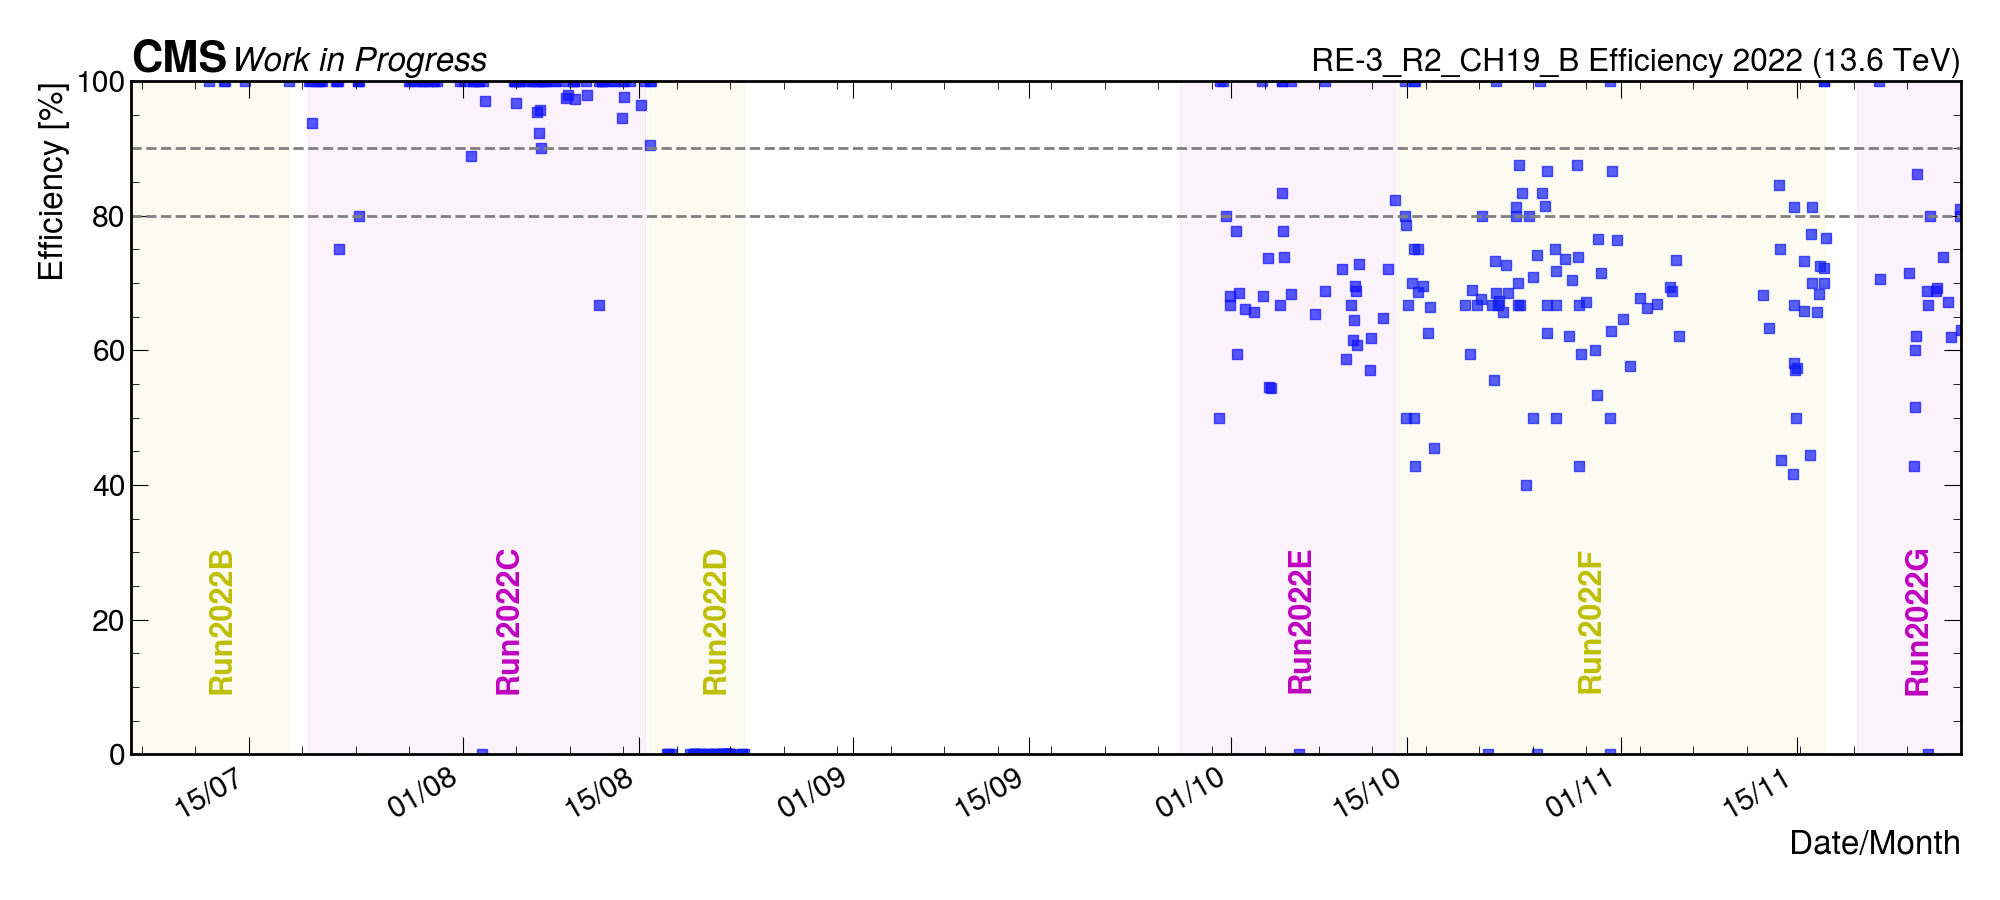 CMS Work in Progress
RE-3_R2_CH19_B Efficiency 2022 (13.6 TeV)
Efficiency [%]
100
80
60
40
20
0
Run2022B
Run2022C
Run2022D
Run2022E
Run2022F
Run2022G
15/07
01/08
15/08
01/09
15/09
01/10
15/10
01/11
15/11
Date/Month